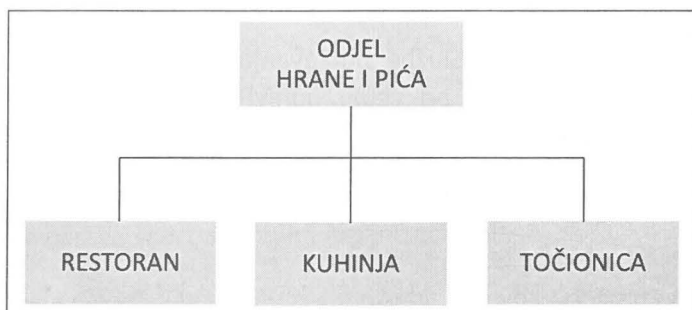 ODJEL
HRANE I PIĆA
RESTORAN
KUHINJA
TOČIONICA